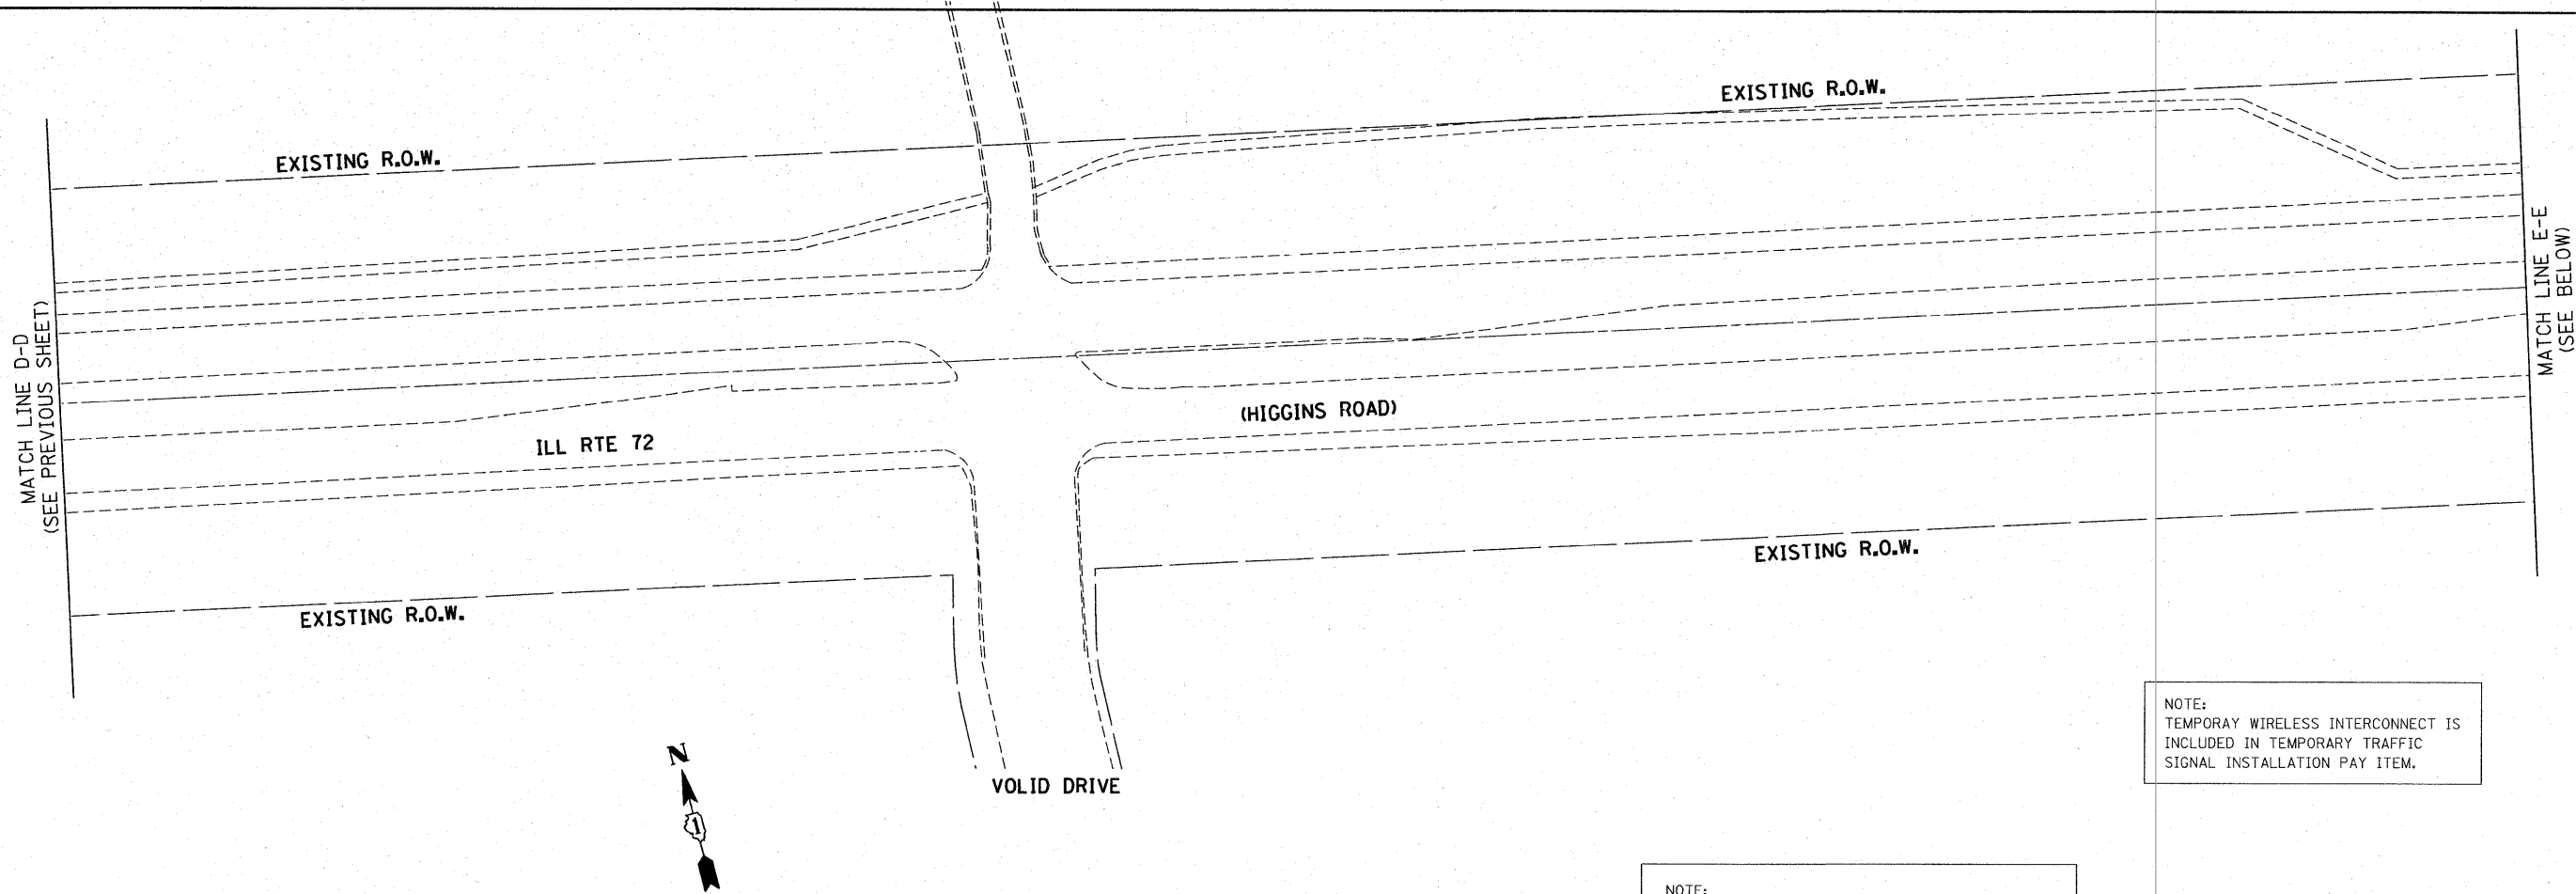 EXISTING R.O.W.
EXISTING R.O.W.
MATCH LINE D-D
(SEE PREVIOUS SHEET)
MATCH LINE E-E
(SEE BELOW)
(HIGGINS ROAD)
ILL RTE 72
EXISTING R.O.W.
EXISTING R.O.W.
VOLID DRIVE
N
1
NOTE:
TEMPORAY WIRELESS INTERCONNECT IS
INCLUDED IN TEMPORARY TRAFFIC
SIGNAL INSTALLATION PAY ITEM.
NOTE: